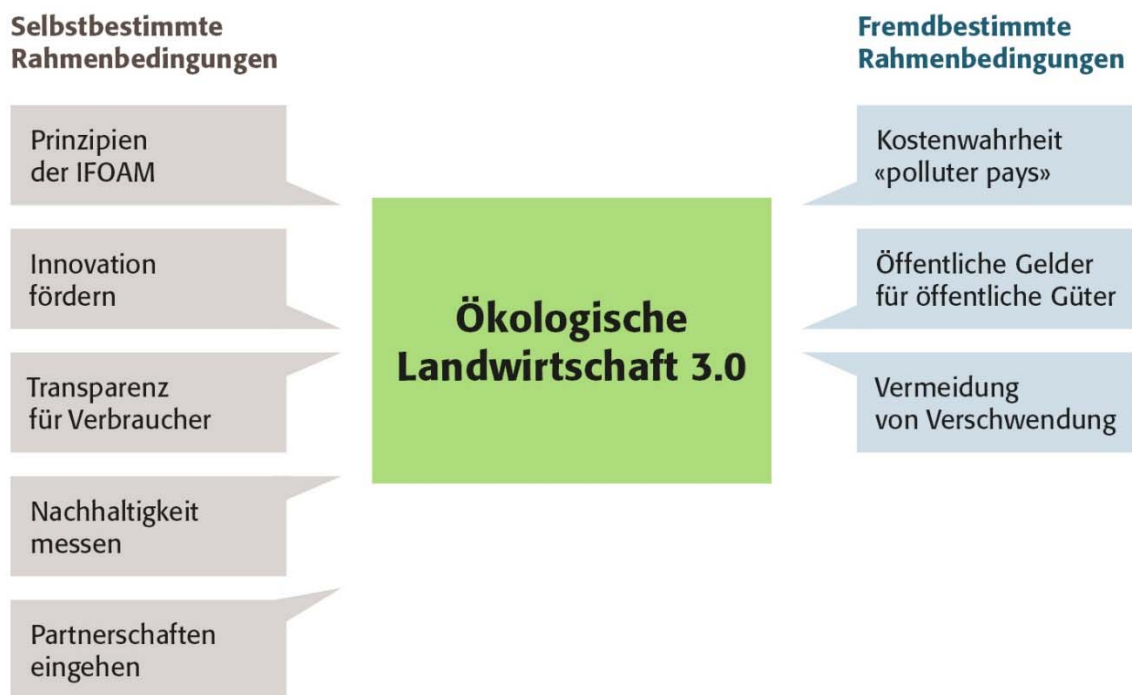 Selbstbestimmte
Rahmenbedingungen
Prinzipien
der IFOAM
Innovation
fördern
Transparenz
für Verbraucher
Nachhaltigkeit
messen
Partnerschaften
eingehen
Ökologische
Landwirtschaft 3.0
Fremdbestimmte
Rahmenbedingungen
Kostenwahrheit
«polluter pays»
Öffentliche Gelder
für öffentliche Güter
Vermeidung
von Verschwendung